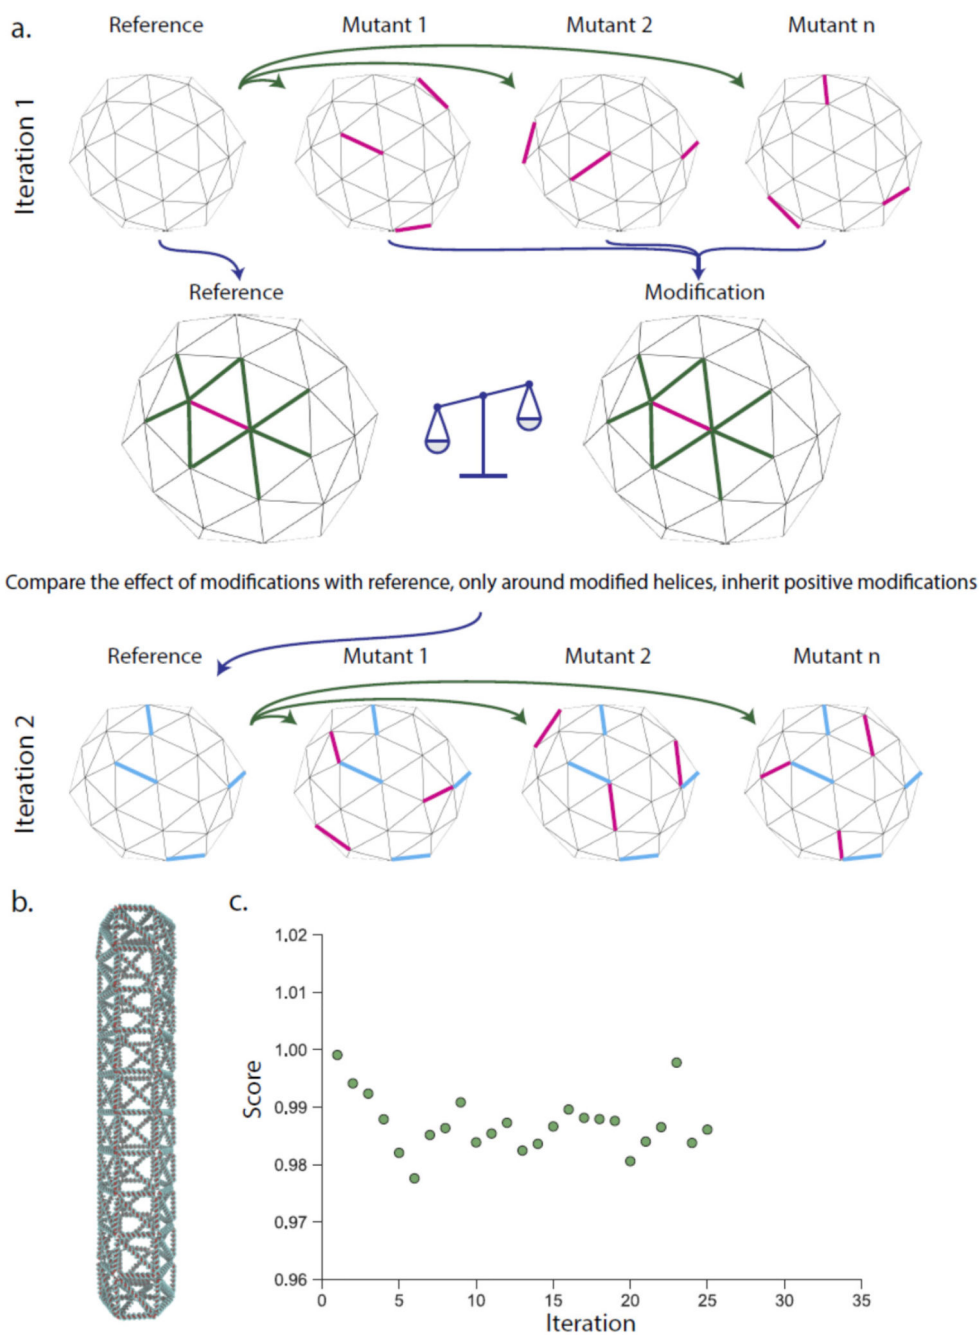 a.
Reference Mutant 1 Mutant 2 Mutant n
Iteration 1
Reference Modification
Compare the effect of modifications with reference, only around modified helices, inherit positive modifications
Reference Mutant 1 Mutant 2 Mutant n
Iteration 2
b.
c.
1.02
1.01
1.00
0.99
0.98
0.97
0.96
Score
0 5 10 15 20 25 30 35
Iteration